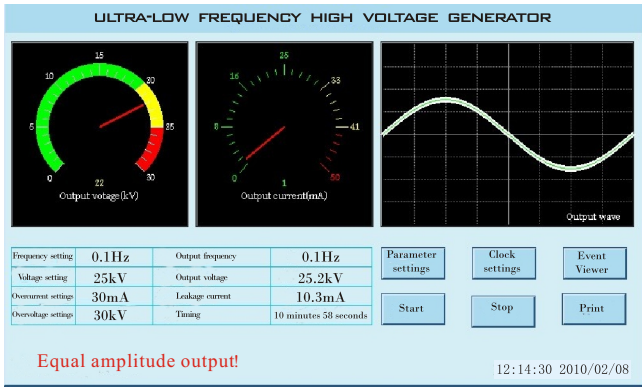 ULTRA-LOW FREQUENCY HIGH VOLTAGE GENERATOR
0
5
10
15
20
25
30
22
Output votage(kV)
0
8
16
25
33
41
50
1
Output current(mA)
Output wave
Frequency setting 0.1Hz Output frequency 0.1Hz
Voltage setting 25kV Output voltage 25.2kV
Overcurrent settings 30mA Leakage current 10.3mA
Overvoltage settings 30kV Timing 10 minutes 58 seconds
Parameter
settings
Clock
settings
Event
Viewer
Start
Stop
Print
Equal amplitude output!
12:14:30 2010/02/08